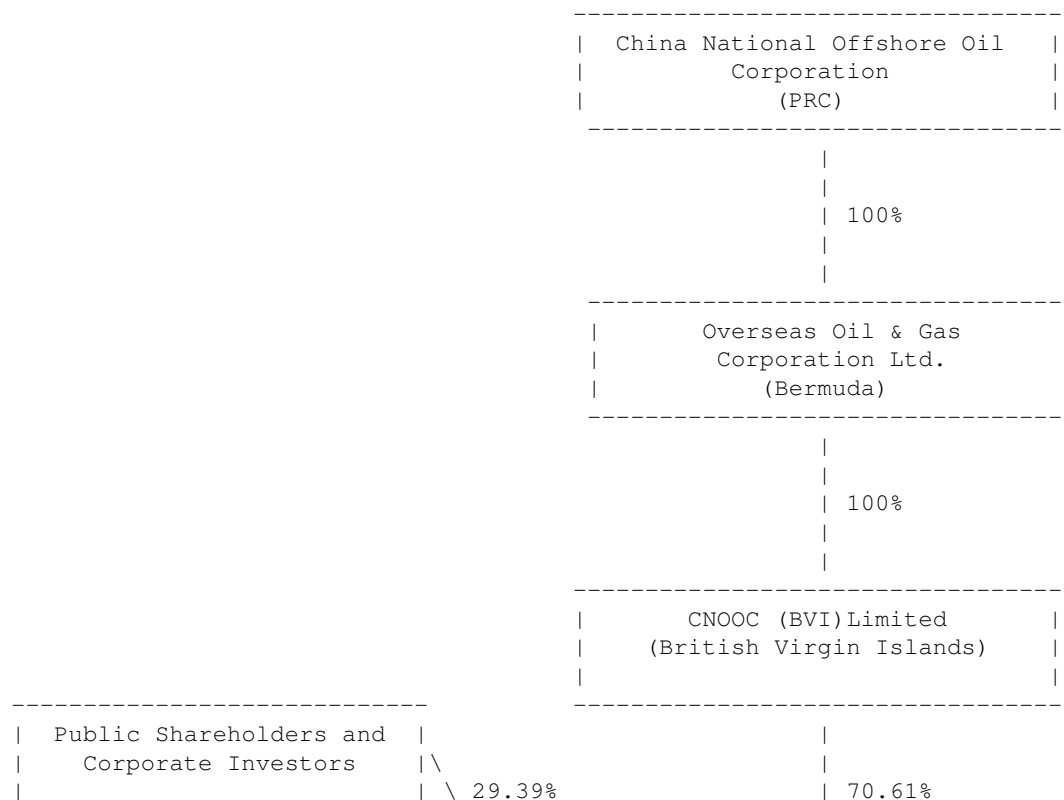 China National Offshore Oil
Corporation
(PRC)
100%
Overseas Oil & Gas
Corporation Ltd.
(Bermuda)
100%
CNOOC (BVI)Limited
(British Virgin Islands)
Public Shareholders and
Corporate Investors
29.39%
70.61%